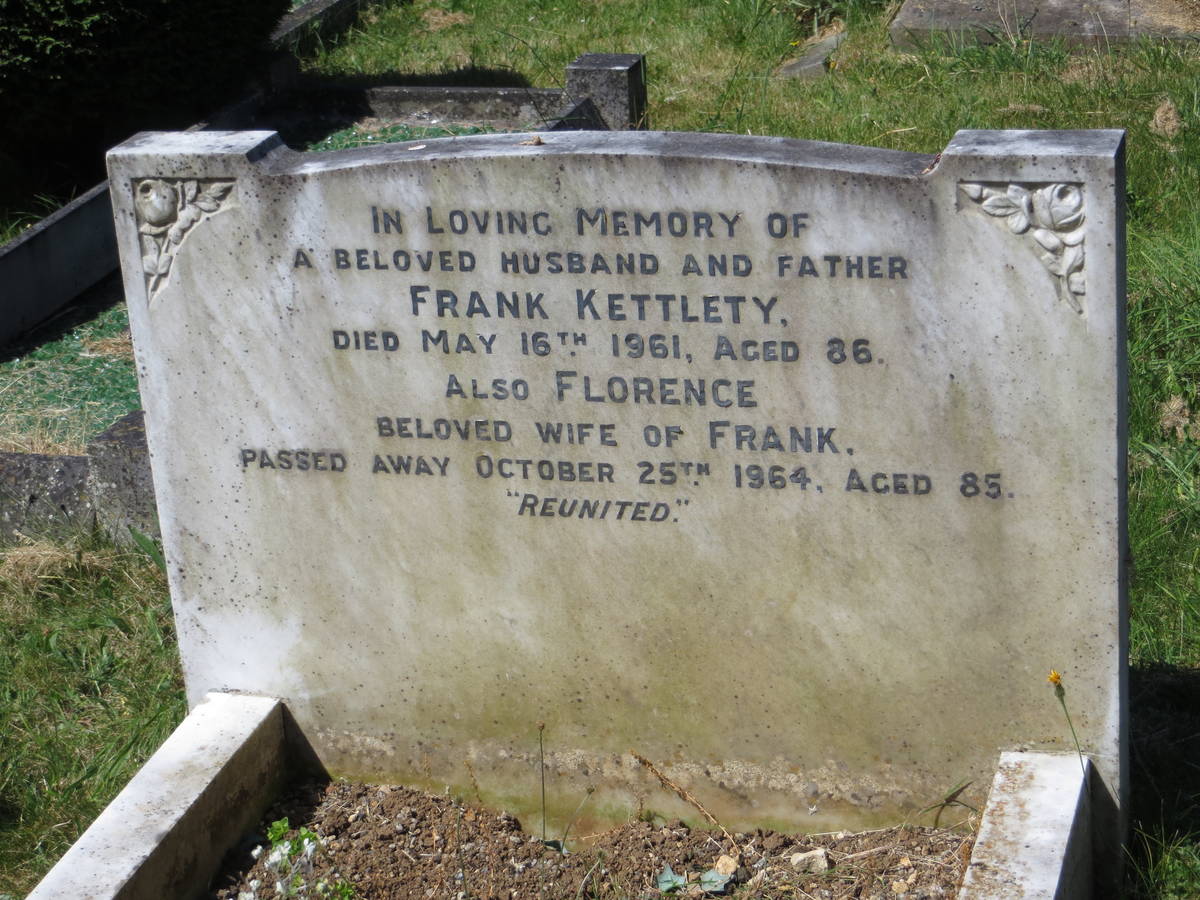 IN LOVING MEMORY OF
A BELOVED HUSBAND AND FATHER
FRANK KETTLETY,
DIED MAY 16TH. 1961, AGED 86.
ALSO FLORENCE
BELOVED WIFE OF FRANK,
PASSED AWAY OCTOBER 25TH. 1964, AGED 85.
"REUNITED."